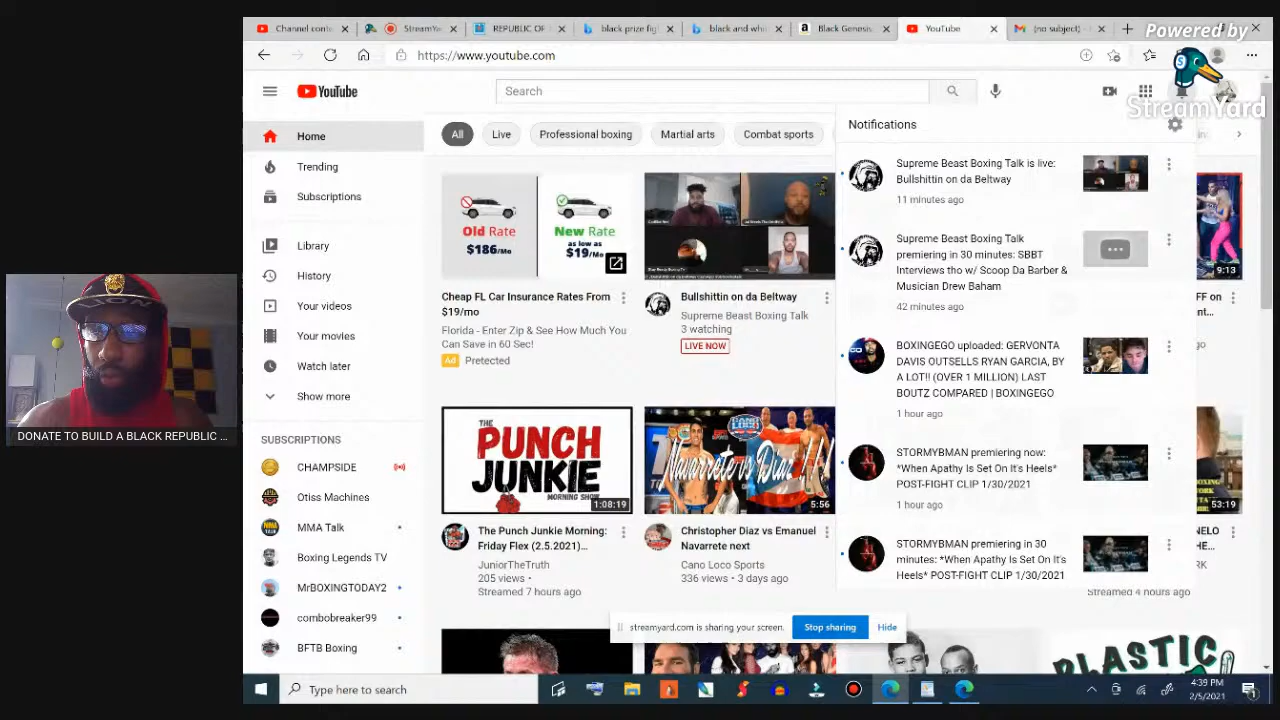 Channel conte
StreamYa
REPUBLIC OF
black prize fig
black and whi
Black Genesis
YouTube
(no subject) -
Powered by
https://www.youtube.com
StreamYard
YouTube
Search
Home
Trending
Subscriptions
Library
History
Your videos
Your movies
Watch later
Show more
SUBSCRIPTIONS
CHAMPSIDE
Otiss Machines
MMA Talk
Boxing Legends TV
MrBOXINGTODAY2
combobreaker99
BFTB Boxing
All
Live
Professional boxing
Martial arts
Combat sports
Old Rate
$186/Mo
New Rate
as low as
$19/Mo
Cheap FL Car Insurance Rates From
$19/mo
Florida - Enter Zip & See How Much You
Can Save in 60 Sec!
Ad Pretected
Bullshittin on da Beltway
Supreme Beast Boxing Talk
3 watching
LIVE NOW
THE
PUNCH
JUNKIE
MORNING SHOW
1:08:19
The Punch Junkie Morning:
Friday Flex (2.5.2021)...
JuniorTheTruth
205 views •
Streamed 7 hours ago
Navarrete vs Diaz
5:56
Christopher Diaz vs Emanuel
Navarrete next
Cano Loco Sports
336 views • 3 days ago
Notifications
Supreme Beast Boxing Talk is live:
Bullshittin on da Beltway
11 minutes ago
Supreme Beast Boxing Talk
premiering in 30 minutes: SBBT
Interviews tho w/ Scoop Da Barber &
Musician Drew Baham
42 minutes ago
BOXINGEGO uploaded: GERVONTA
DAVIS OUTSELLS RYAN GARCIA, BY
A LOT!! (OVER 1 MILLION) LAST
BOUTZ COMPARED | BOXINGEGO
1 hour ago
STORMYBMAN premiering now:
*When Apathy Is Set On It's Heels*
POST-FIGHT CLIP 1/30/2021
1 hour ago
STORMYBMAN premiering in 30
minutes: *When Apathy Is Set On It's
Heels* POST-FIGHT CLIP 1/30/2021
9:13
FF on
53:19
NELO
HE...
Streamed 4 hours ago
PLASTIC
streamyard.com is sharing your screen.
Stop sharing
Hide
DONATE TO BUILD A BLACK REPUBLIC ...
Type here to search
4:39 PM
2/5/2021